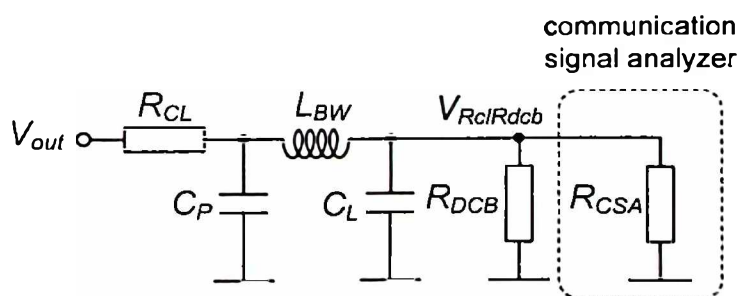 communication
signal analyzer
V_out
R_CL
L_BW
V_RclRdcb
C_P
C_L
R_DCB
R_CSA